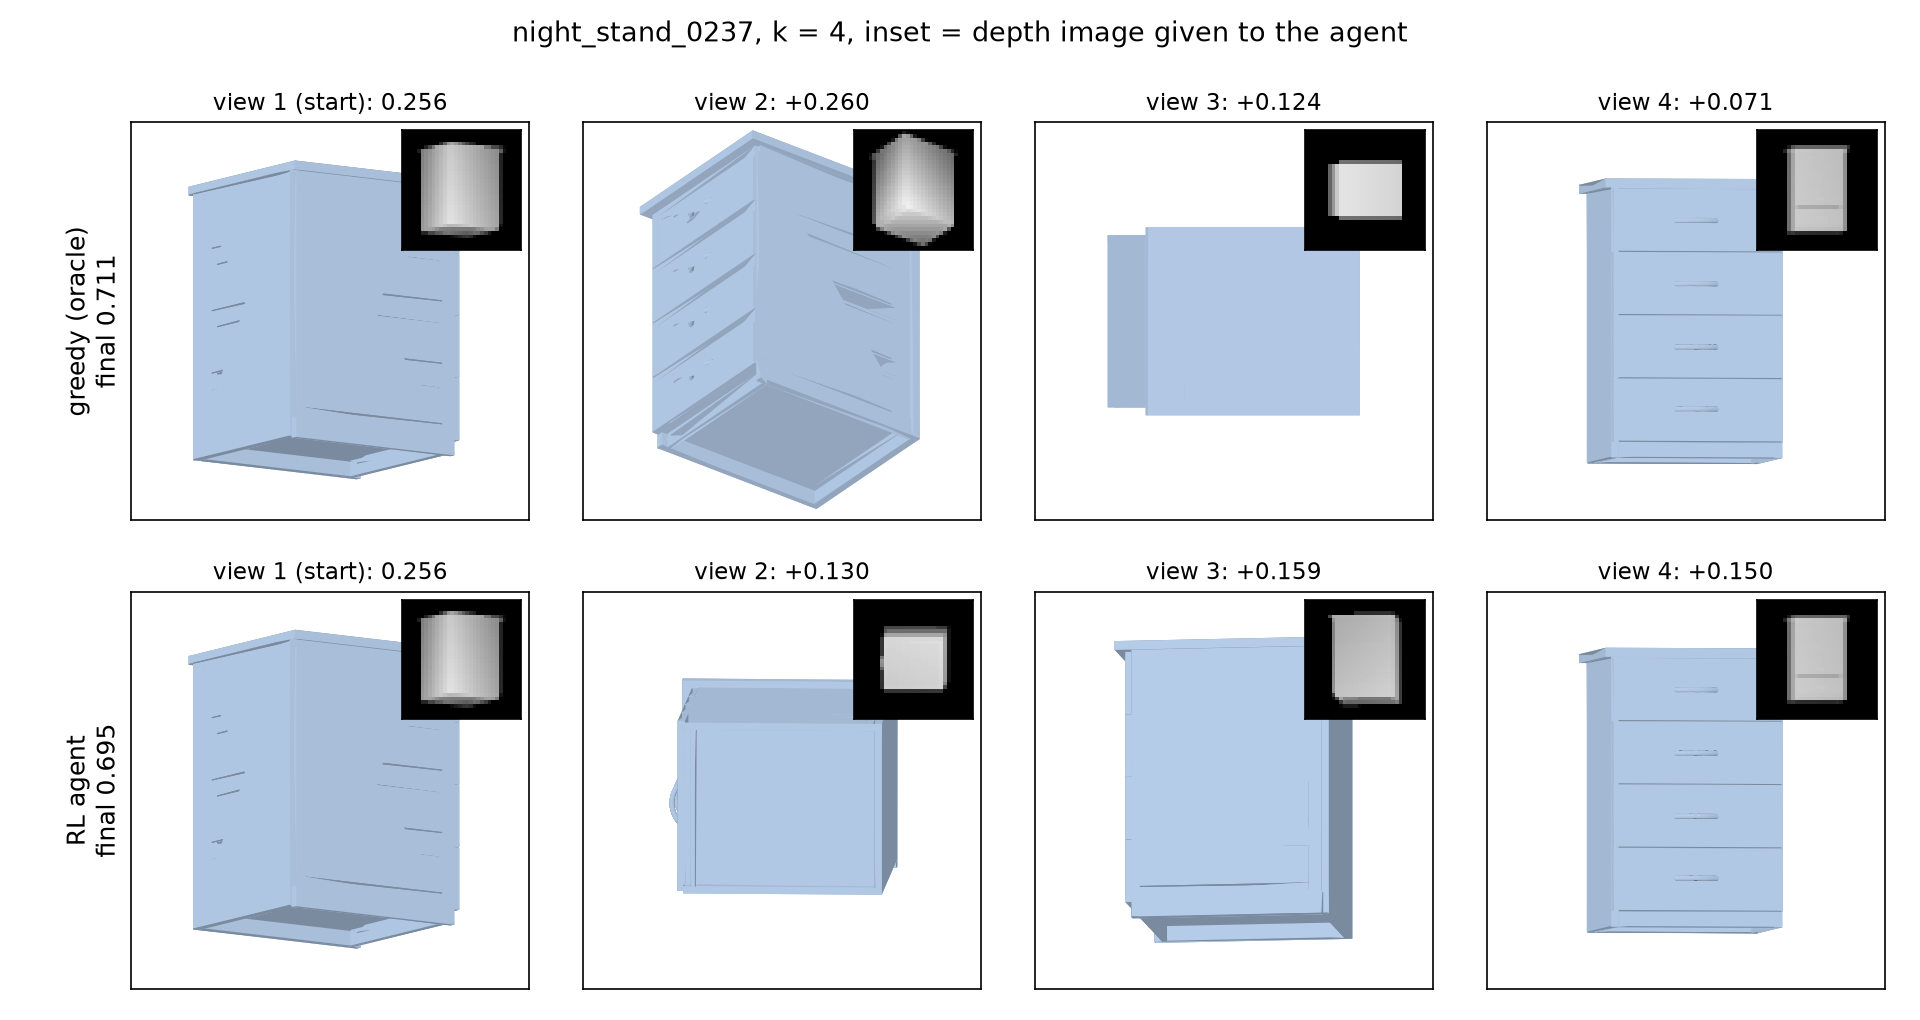 night_stand_0237, k = 4, inset = depth image given to the agent
greedy (oracle)
final 0.711
view 1 (start): 0.256
view 2: +0.260
view 3: +0.124
view 4: +0.071
RL agent
final 0.695
view 1 (start): 0.256
view 2: +0.130
view 3: +0.159
view 4: +0.150